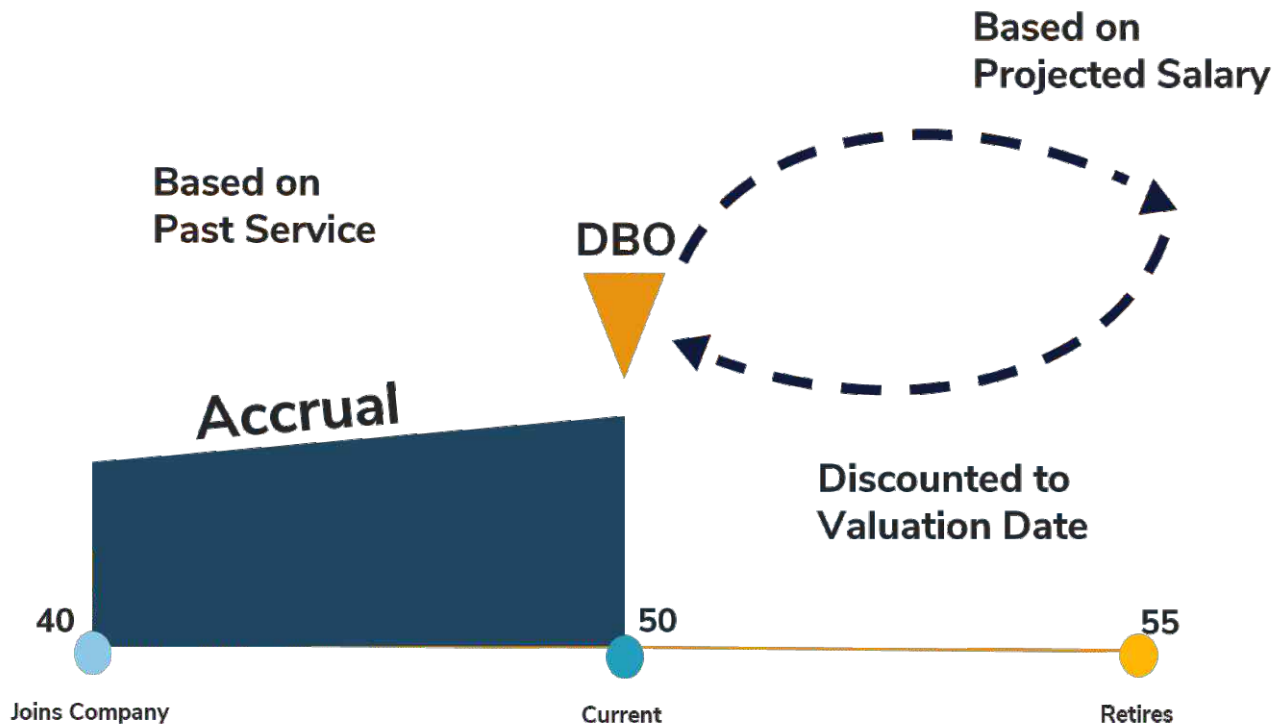 Based on
Projected Salary
Based on
Past Service
DBO
Accrual
Discounted to
Valuation Date
40
50
55
Joins Company
Current
Retires